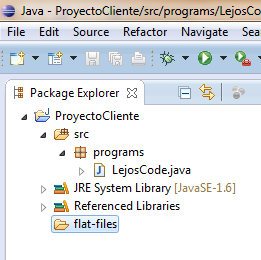 Java - ProyectoCliente/src/programs/LejosCo
File Edit Source Refactor Navigate Sea
Package Explorer
ProyectoCliente
src
programs
LejosCode.java
JRE System Library [JavaSE-1.6]
Referenced Libraries
flat-files